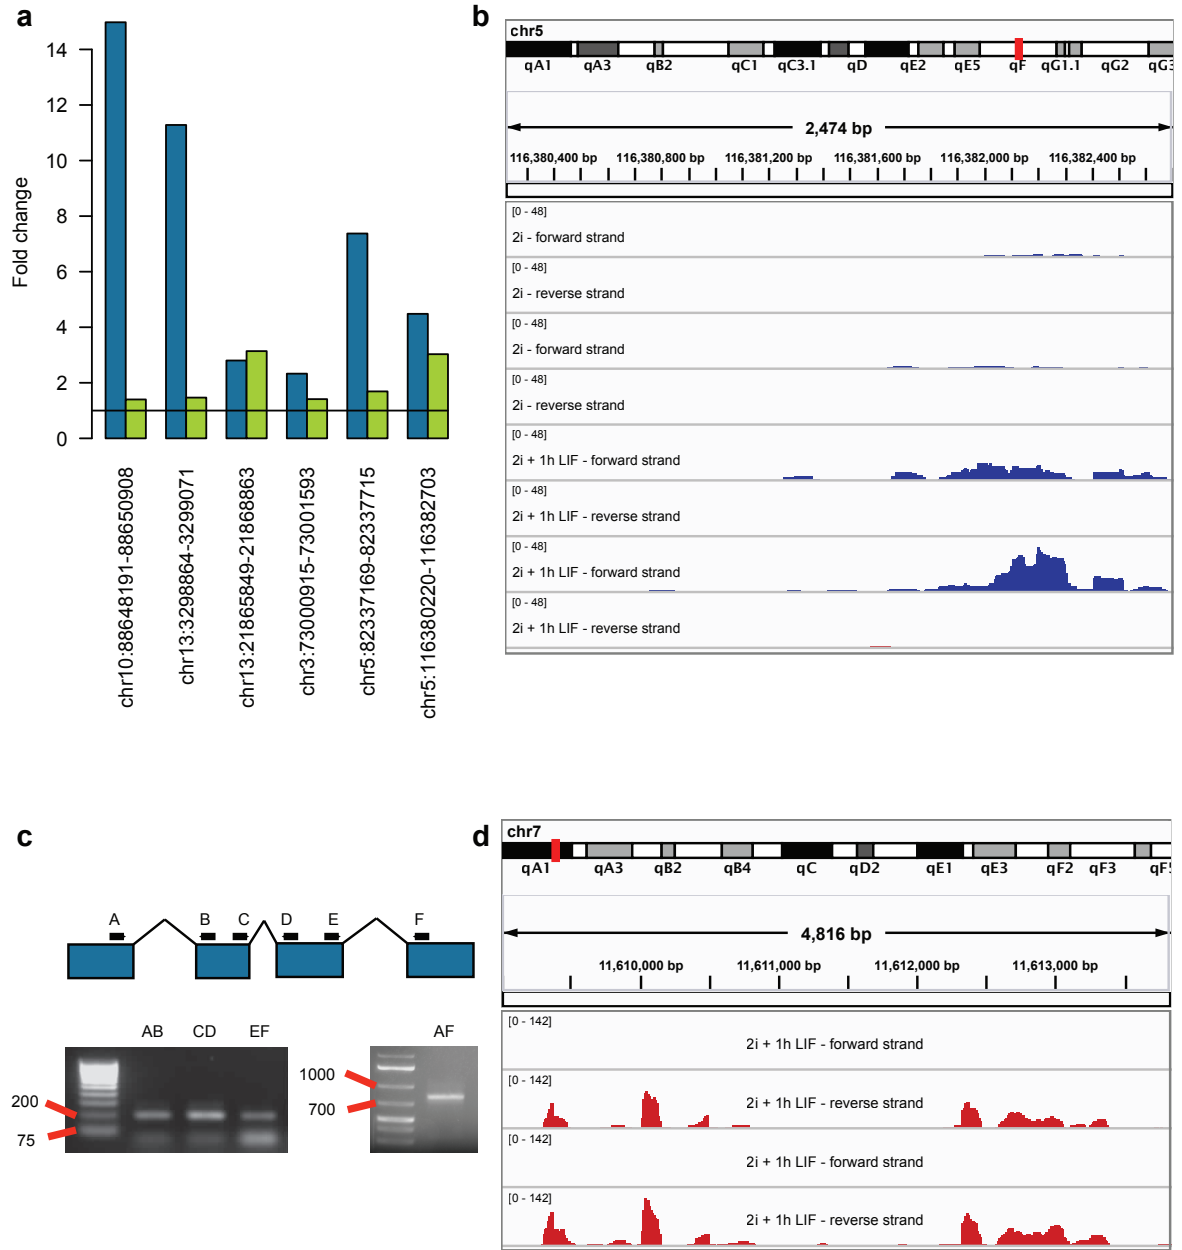 a
Fold change
14
12
10
8
6
4
2
0
chr10:88648191-88650908
chr13:3298864-3299071
chr13:21865849-21868863
chr3:73000915-73001593
chr5:82337169-82337715
chr5:116380220-116382703
b
chr5
qA1 qA3 qB2 qC1 qC3.1 qD qE2 qE5 qF qG1.1 qG2 qG3
2,474 bp
116,380,400 bp 116,380,800 bp 116,381,200 bp 116,381,600 bp 116,382,000 bp 116,382,400 bp
[0 - 48]
2i - forward strand
[0 - 48]
2i - reverse strand
[0 - 48]
2i - forward strand
[0 - 48]
2i - reverse strand
[0 - 48]
2i + 1h LIF - forward strand
[0 - 48]
2i + 1h LIF - reverse strand
[0 - 48]
2i + 1h LIF - forward strand
[0 - 48]
2i + 1h LIF - reverse strand
c
A B C D E F
AB CD EF
200
75
AF
1000
700
d
chr7
qA1 qA3 qB2 qB4 qC qD2 qE1 qE3 qF2 qF3 qF5
4,816 bp
11,610,000 bp 11,611,000 bp 11,612,000 bp 11,613,000 bp
[0 - 142]
2i + 1h LIF - forward strand
[0 - 142]
2i + 1h LIF - reverse strand
[0 - 142]
2i + 1h LIF - forward strand
[0 - 142]
2i + 1h LIF - reverse strand